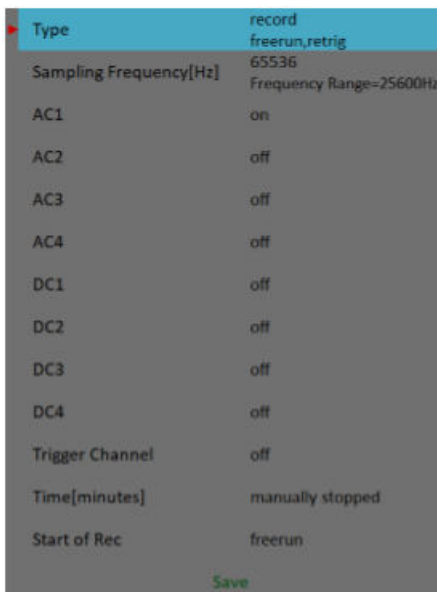 Type
record
freerun,retrig
Sampling Frequency[Hz]
65536
Frequency Range=25600Hz
AC1 on
AC2 off
AC3 off
AC4 off
DC1 off
DC2 off
DC3 off
DC4 off
Trigger Channel off
Time[minutes] manually stopped
Start of Rec freerun
Save